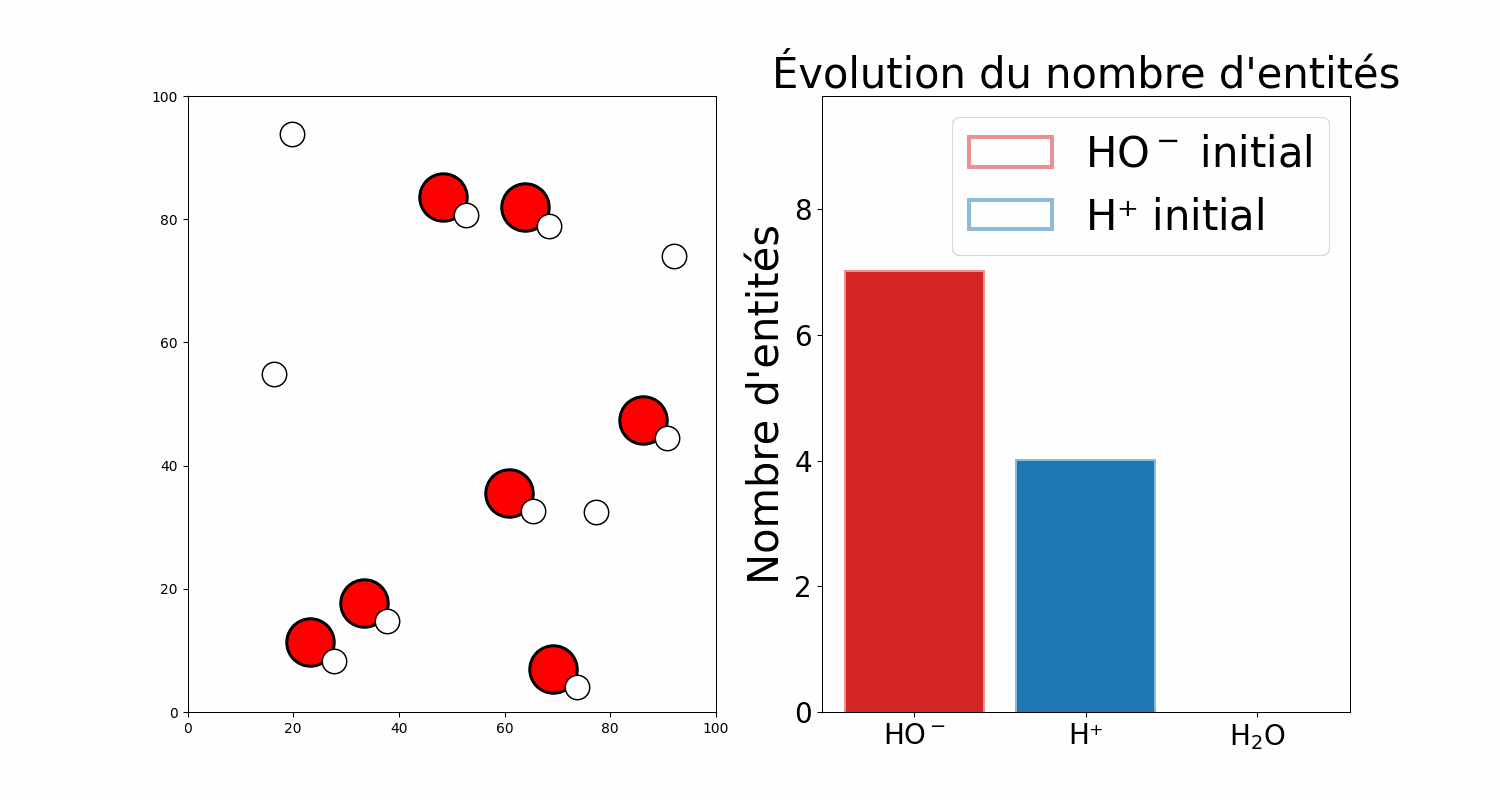 100
80
60
40
20
0
0 20 40 60 80 100
Évolution du nombre d'entités
HO⁻ initial
H⁺ initial
Nombre d'entités
8
6
4
2
0
HO⁻ H⁺ H₂O